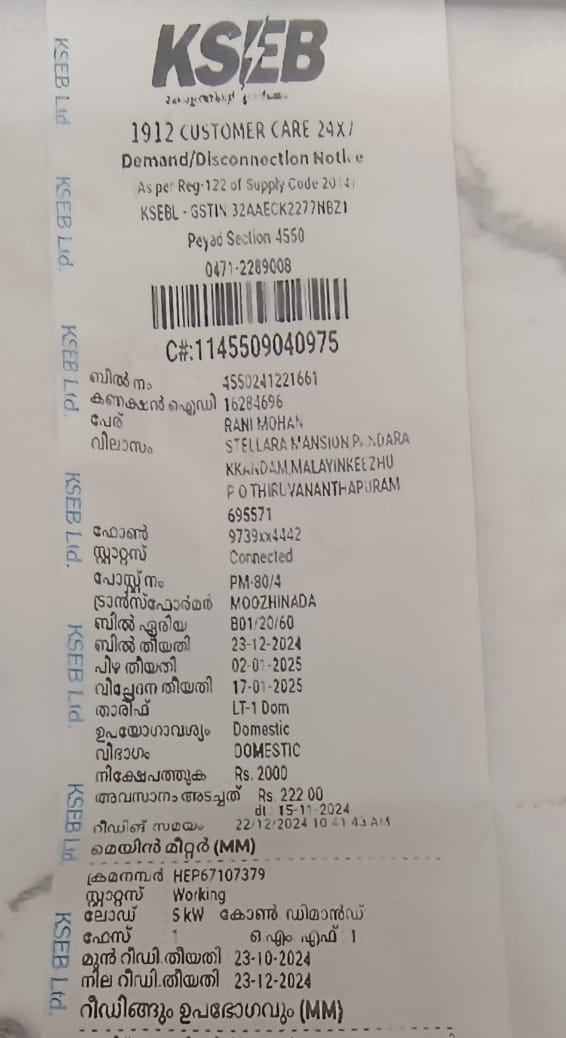 KSEB
1912 CUSTOMER CARE 24X7
Demand/Disconnection Notice
(As per Reg-122 of Supply Code 2014)
KSEBL - GSTIN 32AAECK2277NBZ1
Peyad Section 4550
0471-2289008
C#:1145509040975
ബിൽ നം 4550241221661
കണക്ഷൻ ഐഡി 16284696
പേര് RANI MOHAN
വിലാസം STELLARA MANSION PANDARA
KKANDAM,MALAYINKEEZHU
P O THIRUVANANTHAPURAM
695571
ഫോൺ 9739xx4442
സ്റ്റാറ്റസ് Connected
പോസ്റ്റ് നം PM-80/4
ട്രാൻസ്ഫോർമർ MOOZHINADA
ബിൽ ഏരിയ B01/20/60
ബിൽ തീയതി 23-12-2024
പിഴ തീയതി 02-01-2025
വിച്ഛേദന തീയതി 17-01-2025
താരിഫ് LT-1 Dom
ഉപയോഗാവശ്യം Domestic
വിഭാഗം DOMESTIC
നിക്ഷേപത്തുക Rs. 2000
അവസാനം അടച്ചത് Rs. 222.00
dt : 15-11-2024
റീഡിങ് സമയം 22/12/2024 10:41:43 AM
മെയിൻ മീറ്റർ (MM)
ക്രമനമ്പർ HEP67107379
സ്റ്റാറ്റസ് Working
ലോഡ് 5 kW കോൺ. ഡിമാൻഡ്
ഫേസ് 1 ഒ.എം എഫ് 1
മുൻ റീഡി.തീയതി 23-10-2024
നില റീഡി.തീയതി 23-12-2024
റീഡിങ്ങും ഉപഭോഗവും (MM)
KSEB Ltd
KSEB Ltd.
KSEB Ltd.
KSEB Ltd.
KSEB Ltd.
KSEB Ltd
KSEB Ltd.